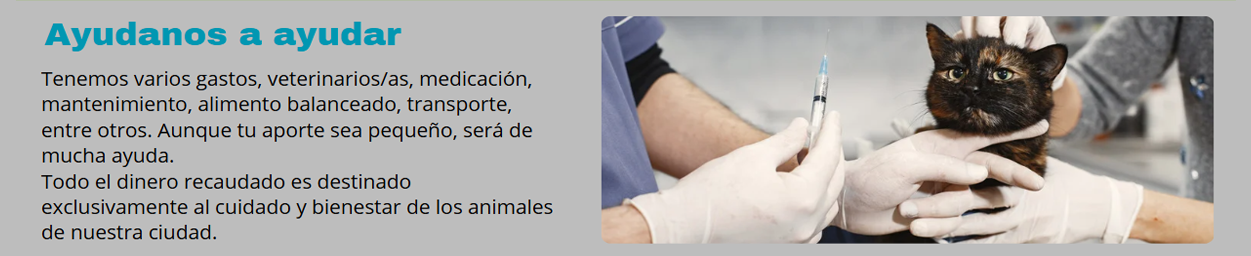 Ayudanos a ayudar
Tenemos varios gastos, veterinarios/as, medicación,
mantenimiento, alimento balanceado, transporte,
entre otros. Aunque tu aporte sea pequeño, será de
mucha ayuda.
Todo el dinero recaudado es destinado
exclusivamente al cuidado y bienestar de los animales
de nuestra ciudad.